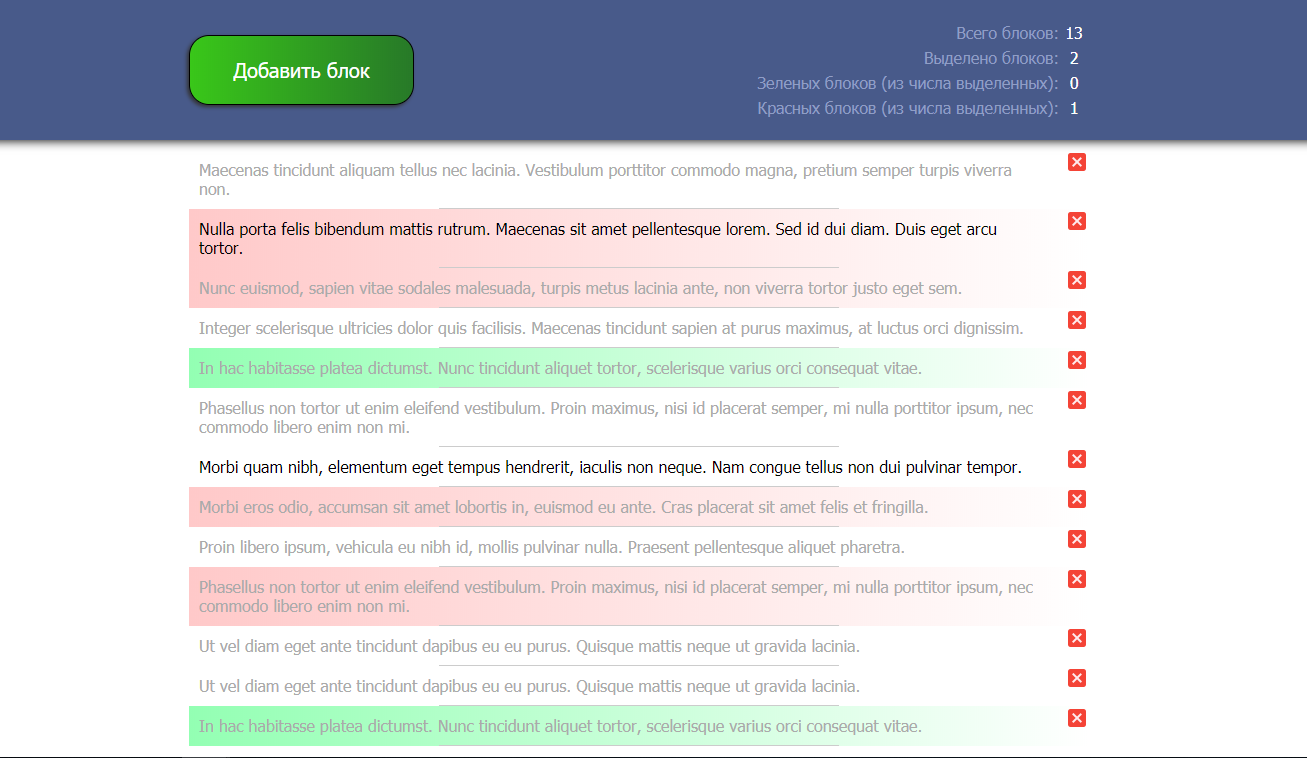 Добавить блок
Всего блоков: 13
Выделено блоков: 2
Зеленых блоков (из числа выделенных): 0
Красных блоков (из числа выделенных): 1
Maecenas tincidunt aliquam tellus nec lacinia. Vestibulum porttitor commodo magna, pretium semper turpis viverra
non.
Nulla porta felis bibendum mattis rutrum. Maecenas sit amet pellentesque lorem. Sed id dui diam. Duis eget arcu
tortor.
Nunc euismod, sapien vitae sodales malesuada, turpis metus lacinia ante, non viverra tortor justo eget sem.
Integer scelerisque ultricies dolor quis facilisis. Maecenas tincidunt sapien at purus maximus, at luctus orci dignissim.
In hac habitasse platea dictumst. Nunc tincidunt aliquet tortor, scelerisque varius orci consequat vitae.
Phasellus non tortor ut enim eleifend vestibulum. Proin maximus, nisi id placerat semper, mi nulla porttitor ipsum, nec
commodo libero enim non mi.
Morbi quam nibh, elementum eget tempus hendrerit, iaculis non neque. Nam congue tellus non dui pulvinar tempor.
Morbi eros odio, accumsan sit amet lobortis in, euismod eu ante. Cras placerat sit amet felis et fringilla.
Proin libero ipsum, vehicula eu nibh id, mollis pulvinar nulla. Praesent pellentesque aliquet pharetra.
Phasellus non tortor ut enim eleifend vestibulum. Proin maximus, nisi id placerat semper, mi nulla porttitor ipsum, nec
commodo libero enim non mi.
Ut vel diam eget ante tincidunt dapibus eu eu purus. Quisque mattis neque ut gravida lacinia.
Ut vel diam eget ante tincidunt dapibus eu eu purus. Quisque mattis neque ut gravida lacinia.
In hac habitasse platea dictumst. Nunc tincidunt aliquet tortor, scelerisque varius orci consequat vitae.